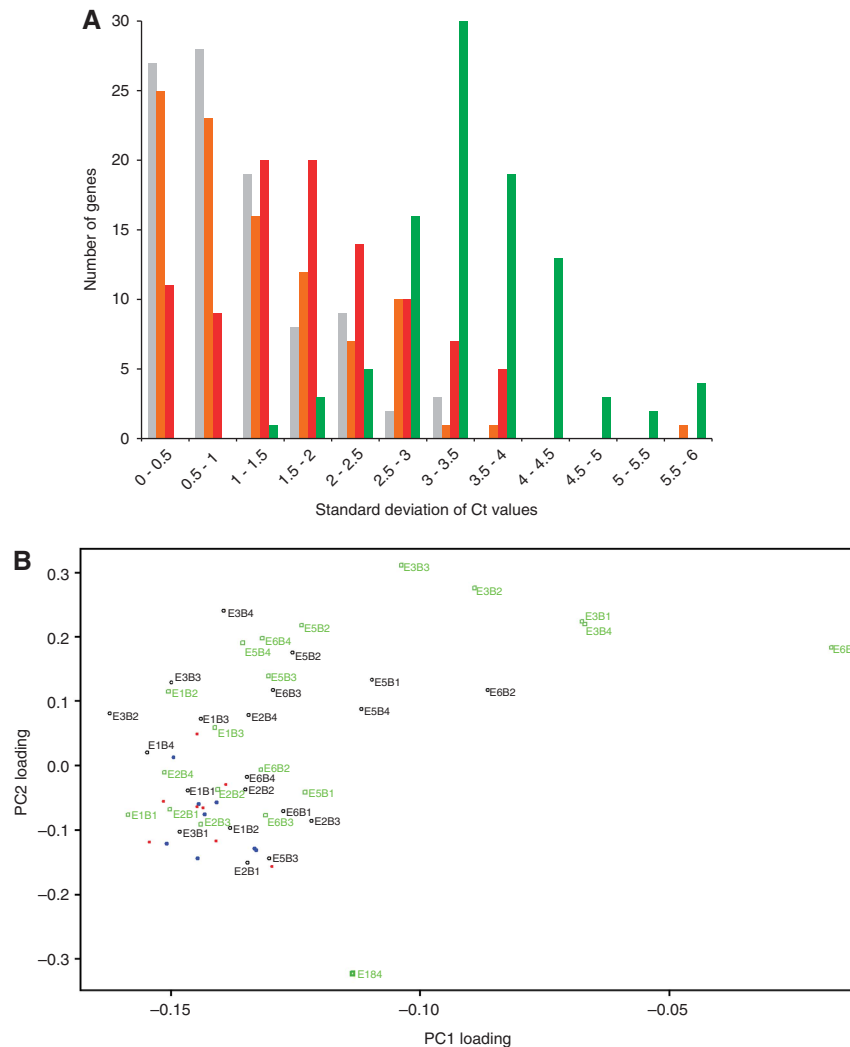 A
30
25
20
15
10
5
0
Number of genes
0 - 0.5
0.5 - 1
1 - 1.5
1.5 - 2
2 - 2.5
2.5 - 3
3 - 3.5
3.5 - 4
4 - 4.5
4.5 - 5
5 - 5.5
5.5 - 6
Standard deviation of Ct values
B
0.3
0.2
0.1
0.0
−0.1
−0.2
−0.3
PC2 loading
E3B3
E3B2
E3B1
E3B4
E3B4
E5B2
E6B4
E5B4
E5B2
E6B
E3B3
E5B3
E5B1
E1B2
E6B3
E6B2
E3B2
E1B3
E2B4
E5B4
E1B3
E1B4
E2B4
E6B2
E6B4
E1B1
E2B2
E2B2
E5B1
E1B1
E2B1
E6B1
E6B3
E2B3
E2B3
E3B1
E1B2
E2B1
E5B3
E184
−0.15
−0.10
−0.05
PC1 loading